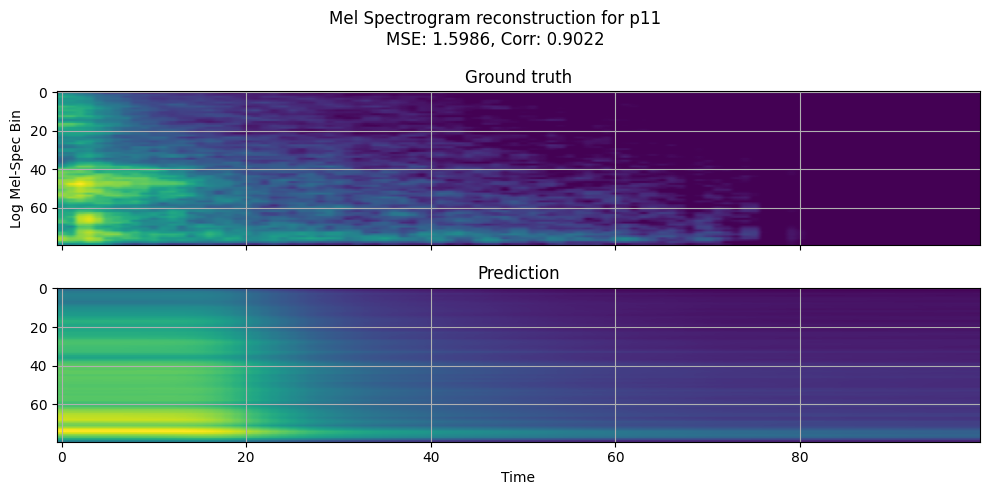 Mel Spectrogram reconstruction for p11
MSE: 1.5986, Corr: 0.9022
Ground truth
0
20
40
60
Log Mel-Spec Bin
Prediction
0
20
40
60
0 20 40 60 80
Time